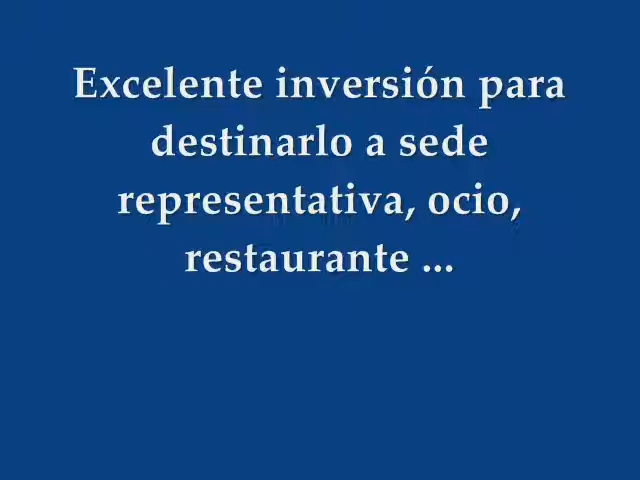 Excelente inversión para
destinarlo a sede
representativa, ocio,
restaurante ...